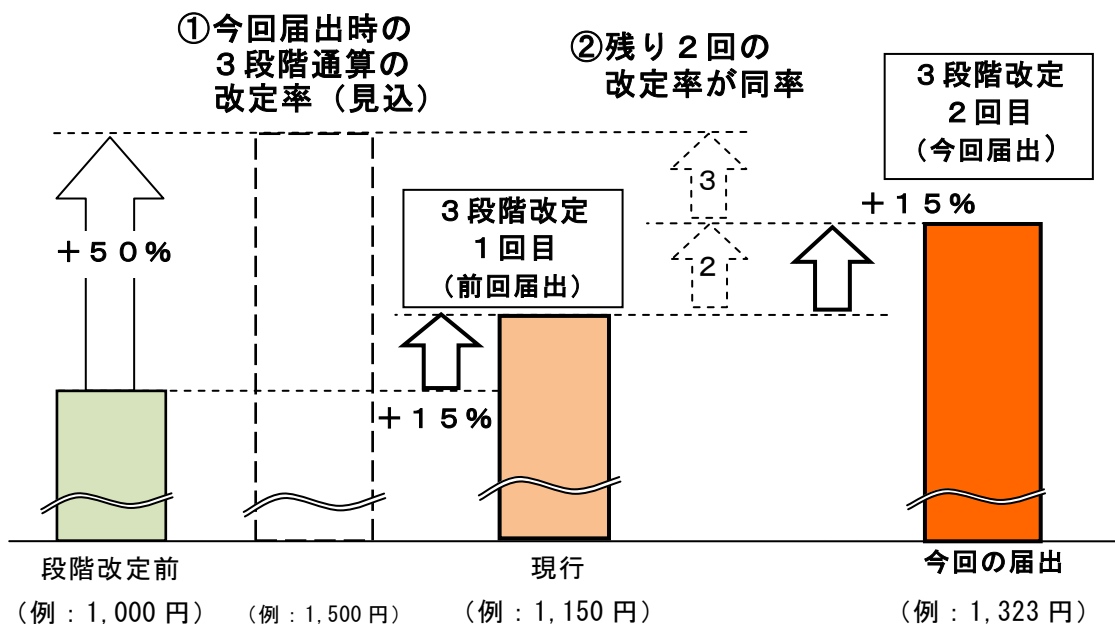 ①今回届出時の
３段階通算の
改定率（見込）
②残り２回の
改定率が同率
３段階改定
２回目
（今回届出）
３段階改定
１回目
（前回届出）
＋５０％
＋１５％
＋１５％
3
2
段階改定前
（例：1,000 円）
（例：1,500 円）
現行
（例：1,150 円）
今回の届出
（例：1,323 円）